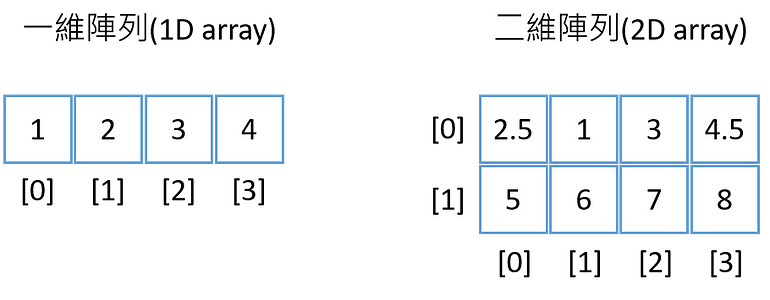 一維陣列(1D array)
1 2 3 4
[0] [1] [2] [3]
二維陣列(2D array)
[0] 2.5 1 3 4.5
[1] 5 6 7 8
[0] [1] [2] [3]